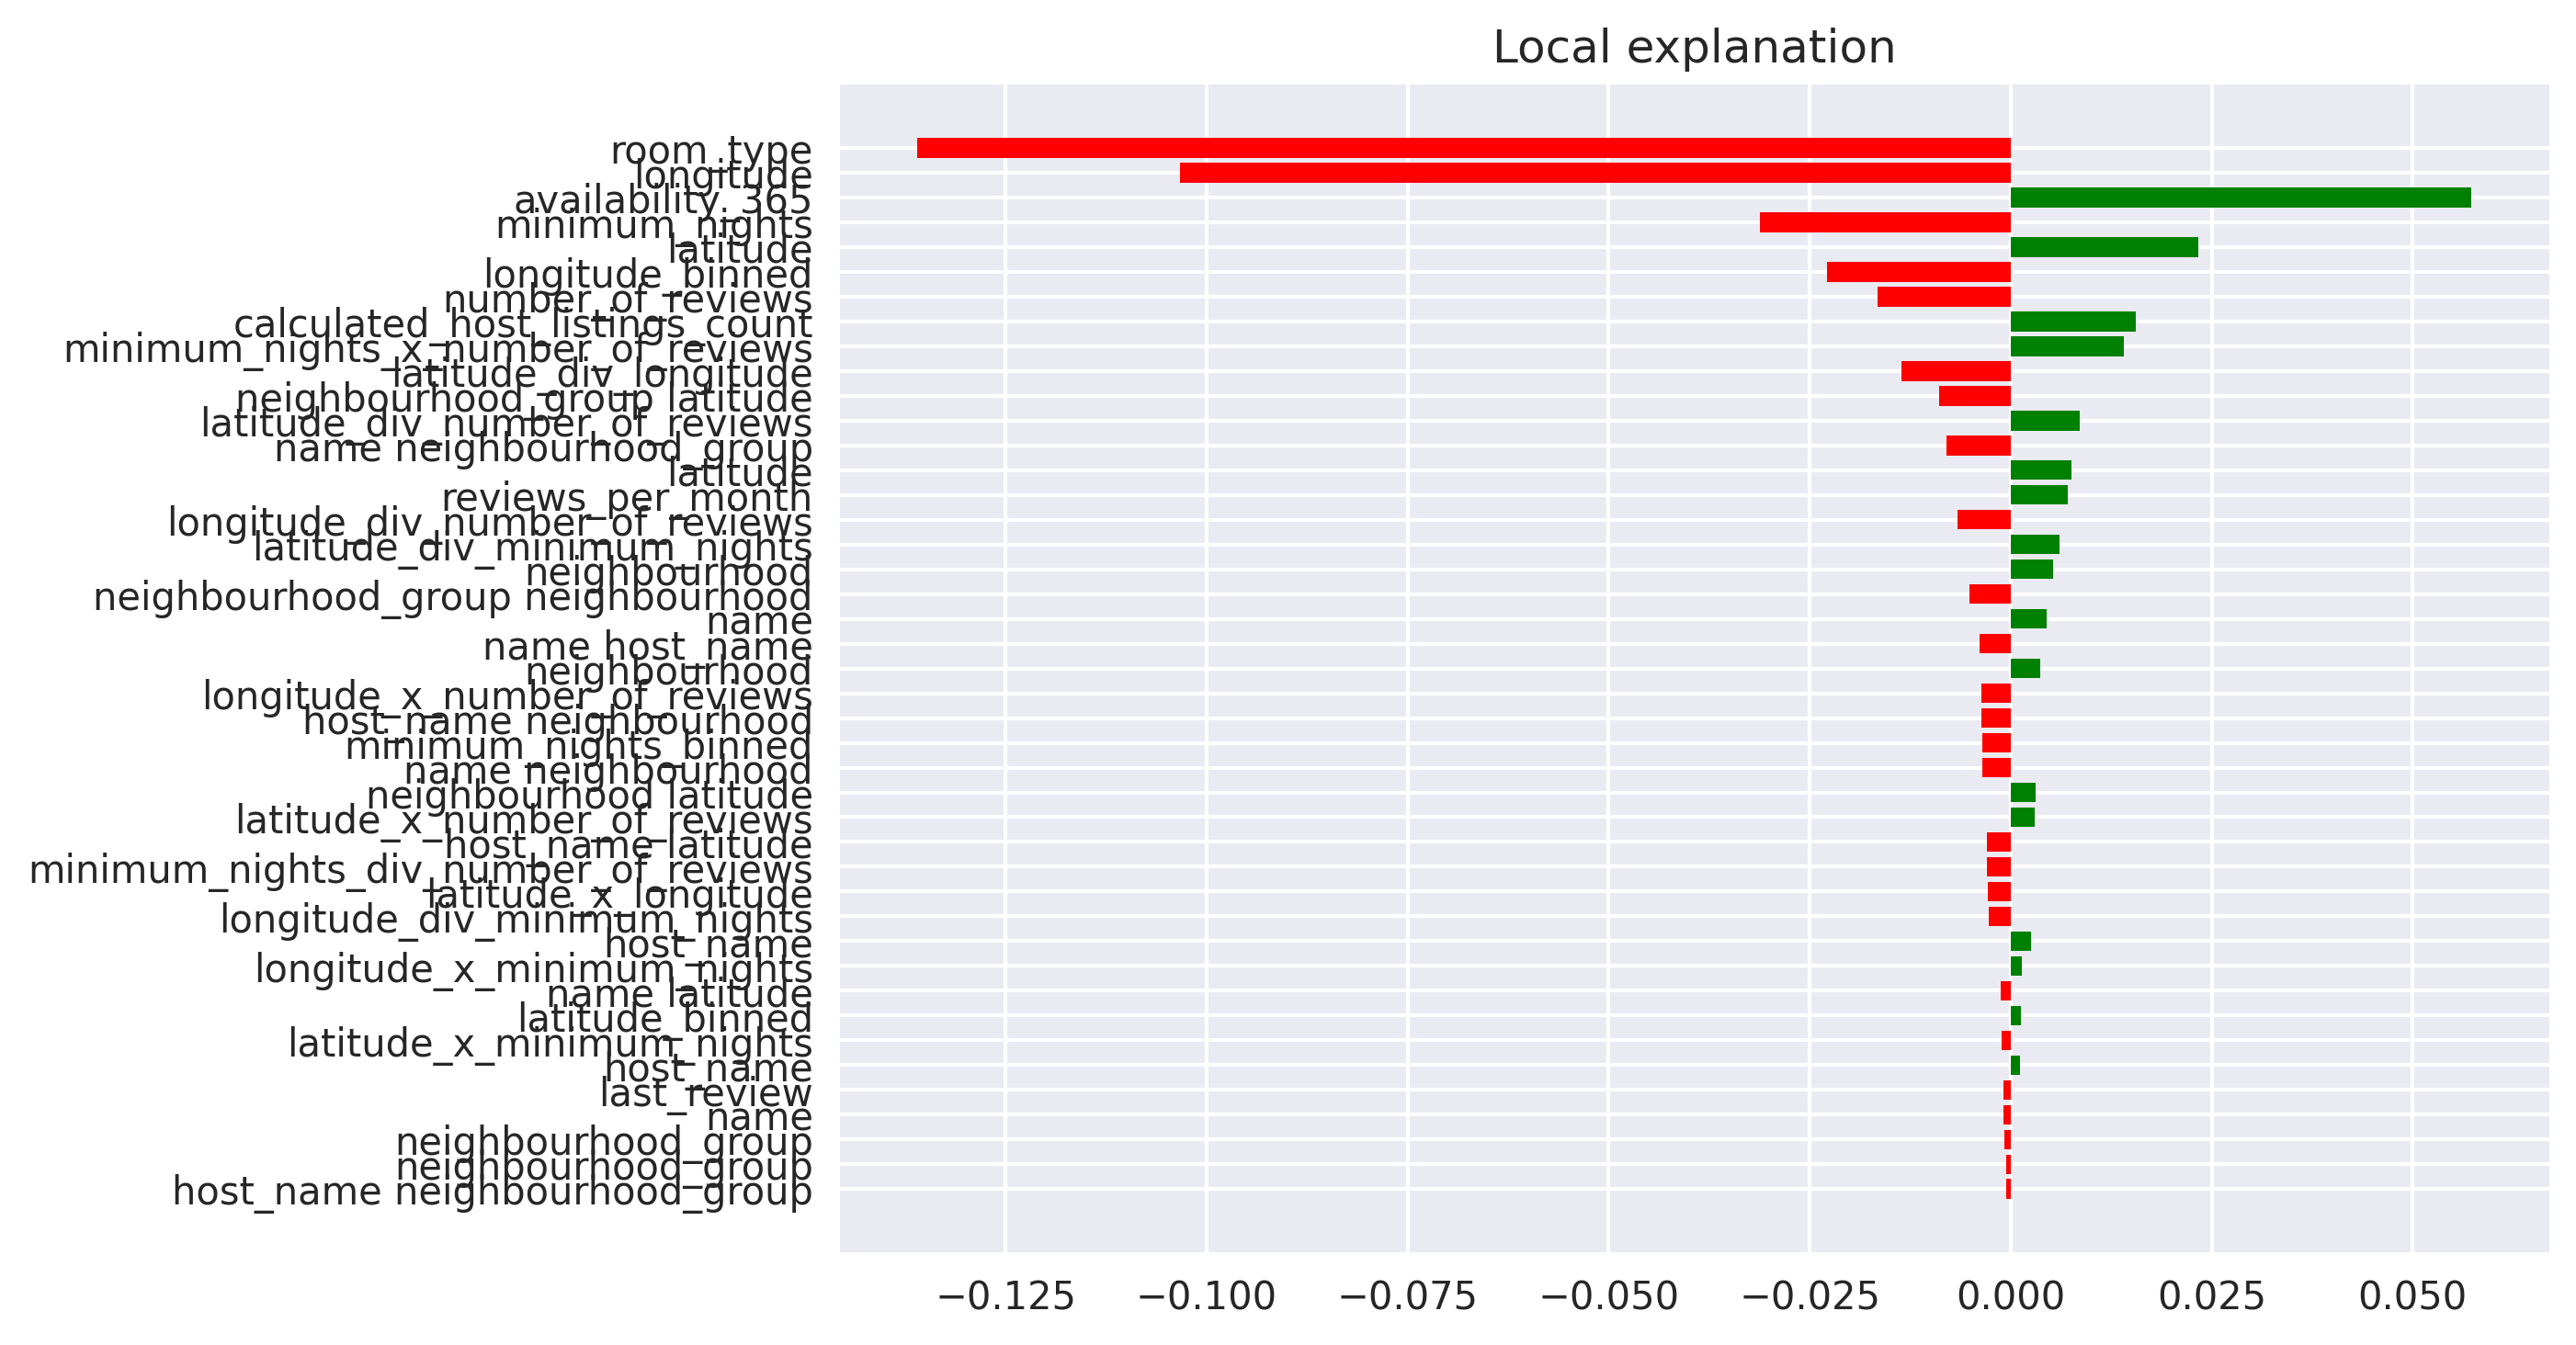 Local explanation
room_type
longitude
availability_365
minimum_nights
latitude
longitude_binned
number_of_reviews
calculated_host_listings_count
minimum_nights_x_number_of_reviews
latitude_div_longitude
neighbourhood_group latitude
latitude_div_number_of_reviews
name neighbourhood_group
latitude
reviews_per_month
longitude_div_number_of_reviews
latitude_div_minimum_nights
neighbourhood
neighbourhood_group neighbourhood
name
name host_name
neighbourhood
longitude_x_number_of_reviews
host_name neighbourhood
minimum_nights_binned
name neighbourhood
neighbourhood latitude
latitude_x_number_of_reviews
host_name latitude
minimum_nights_div_number_of_reviews
latitude_x_longitude
longitude_div_minimum_nights
host_name
longitude_x_minimum_nights
name latitude
latitude_binned
latitude_x_minimum_nights
host_name
last_review
name
neighbourhood_group
neighbourhood_group
host_name neighbourhood_group
−0.125 −0.100 −0.075 −0.050 −0.025 0.000 0.025 0.050